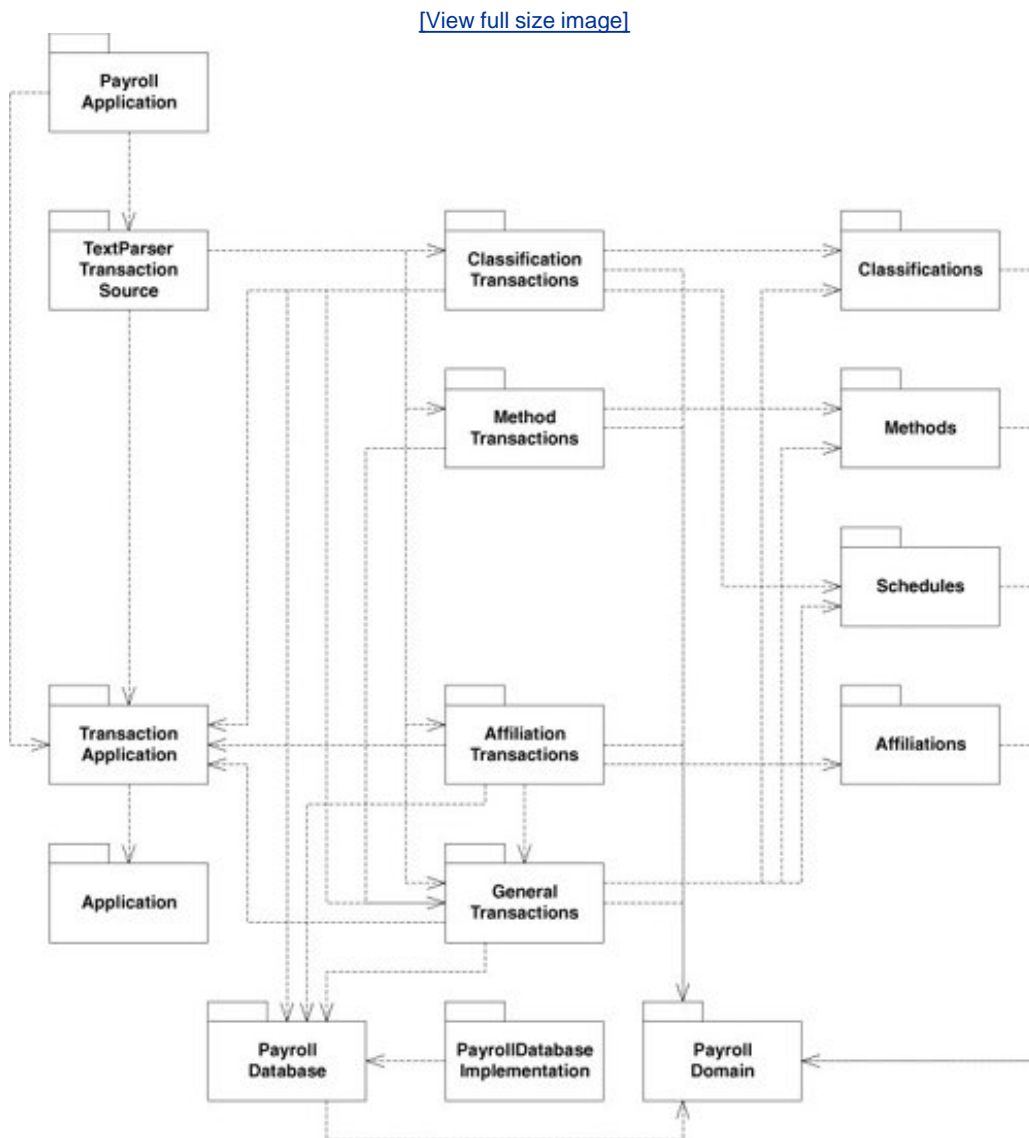 [View full size image]
Payroll
Application
TextParser
Transaction
Source
Classification
Transactions
Classifications
Method
Transactions
Methods
Schedules
Transaction
Application
Affiliation
Transactions
Affiliations
Application
General
Transactions
Payroll
Database
PayrollDatabase
Implementation
Payroll
Domain